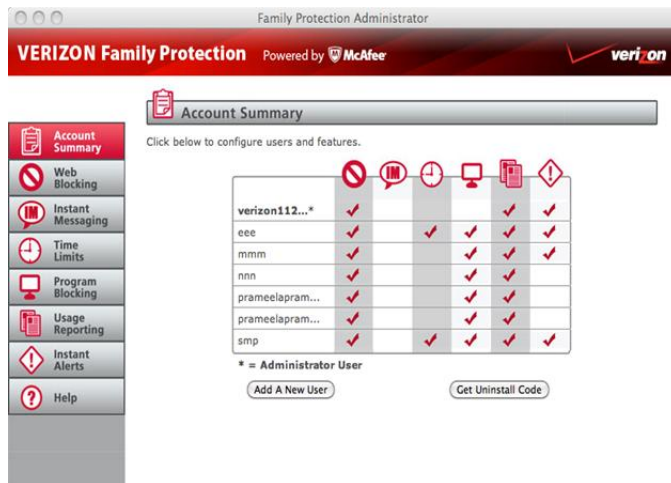 Family Protection Administrator
VERIZON Family Protection Powered by McAfee verizon
Account Summary
Click below to configure users and features.
Account
Summary
Web
Blocking
IM
Instant
Messaging
Time
Limits
Program
Blocking
Usage
Reporting
Instant
Alerts
Help
IM
verizon112...*
eee
mmm
nnn
prameelapram...
prameelapram...
smp
* = Administrator User
Add A New User Get Uninstall Code